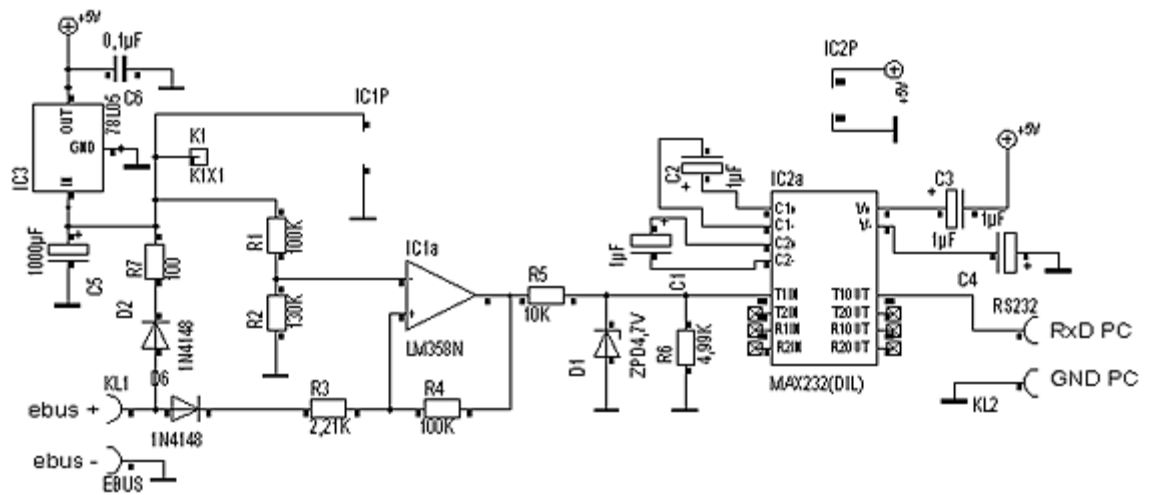 +5V
0,1µF
C6
78L05
OUT
GND
IN
IC3
K1
K1X1
IC1P
IC2P
+5V
1000µF
C5
R7
100
D2
1N4148
R1
100K
R2
130K
IC1a
-
+
LM358N
R5
10K
D1
ZPD4,7V
R6
4,99K
C2
+
1µF
1µF
+
C1
IC2a
C1+
C1-
C2+
C2-
T1IN
T2IN
R1IN
R2IN
V+
V-
T1OUT
T2OUT
R1OUT
R2OUT
MAX232(DIL)
C3
+
1µF
+5V
1µF
+
C4
RS232
RxD PC
GND PC
KL2
D6
KL1
ebus +
1N4148
R3
2,21K
R4
100K
ebus -
EBUS